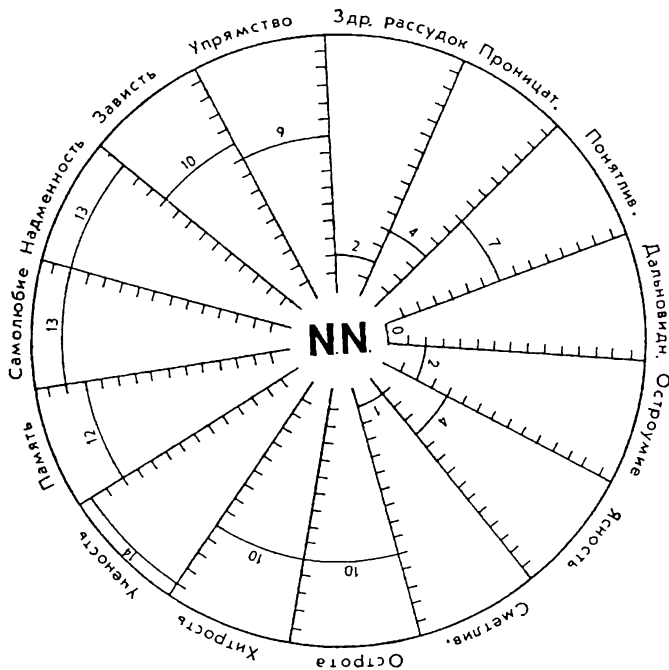 Здр. рассудок
Проницат.
Понятлив.
Дальновидн.
Остроумие
Ясность
Сметлив.
Острота
Хитрость
Ученость
Память
Самолюбие
Надменность
Зависть
Упрямство
2
4
7
0
2
4
1
10
10
14
12
13
13
10
9
N.N.